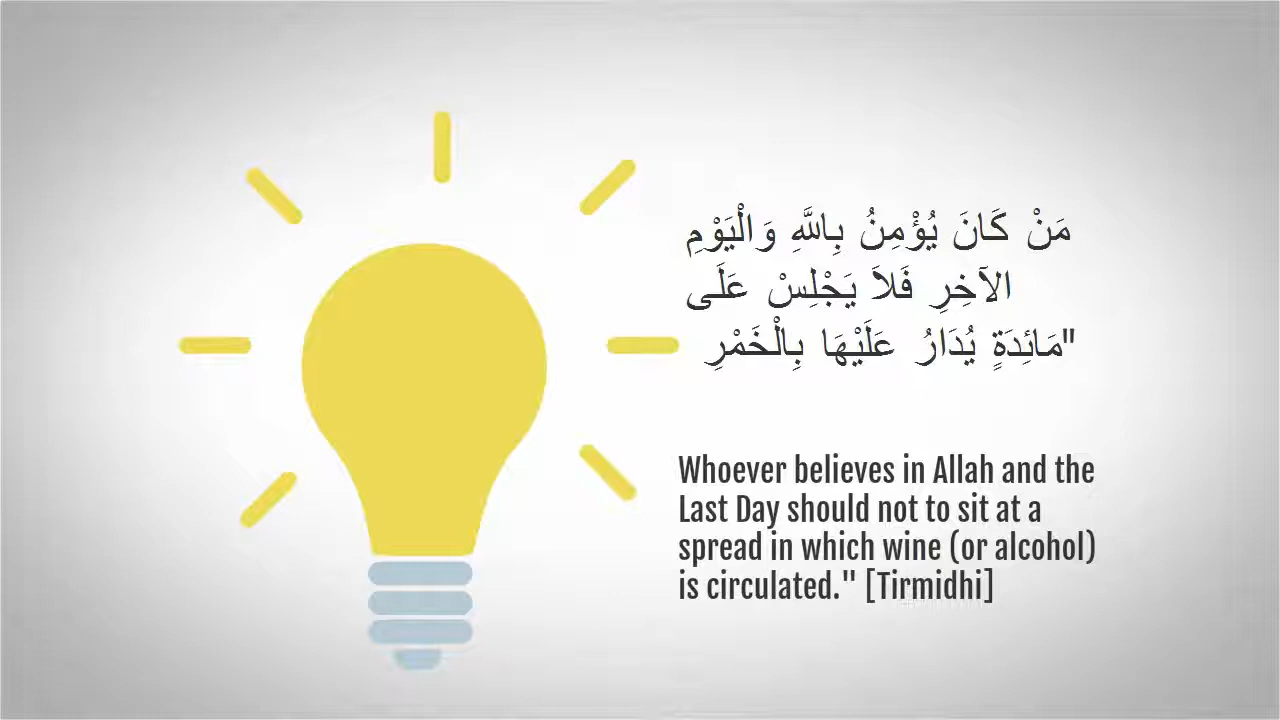 مَنْ كَانَ يُؤْمِنُ بِاللَّهِ وَالْيَوْمِ
الآخِرِ فَلاَ يَجْلِسْ عَلَى
"مَائِدَةٍ يُدَارُ عَلَيْهَا بِالْخَمْرِ
Whoever believes in Allah and the
Last Day should not to sit at a
spread in which wine (or alcohol)
is circulated." [Tirmidhi]